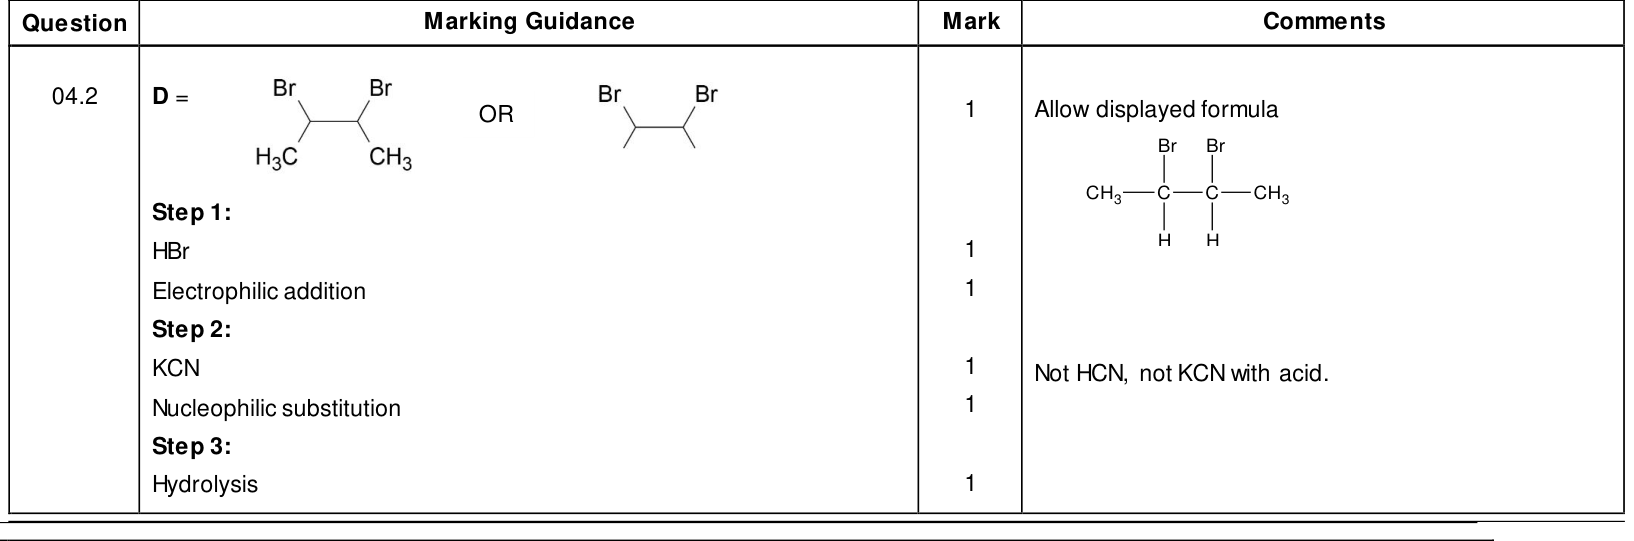 Question Marking Guidance Mark Comments
04.2 D = Br Br OR Br Br 1 Allow displayed formula
H₃C CH₃
Br Br
CH₃ C C CH₃
H H
Step 1:
HBr 1
Electrophilic addition 1
Step 2:
KCN 1 Not HCN, not KCN with acid.
Nucleophilic substitution 1
Step 3:
Hydrolysis 1